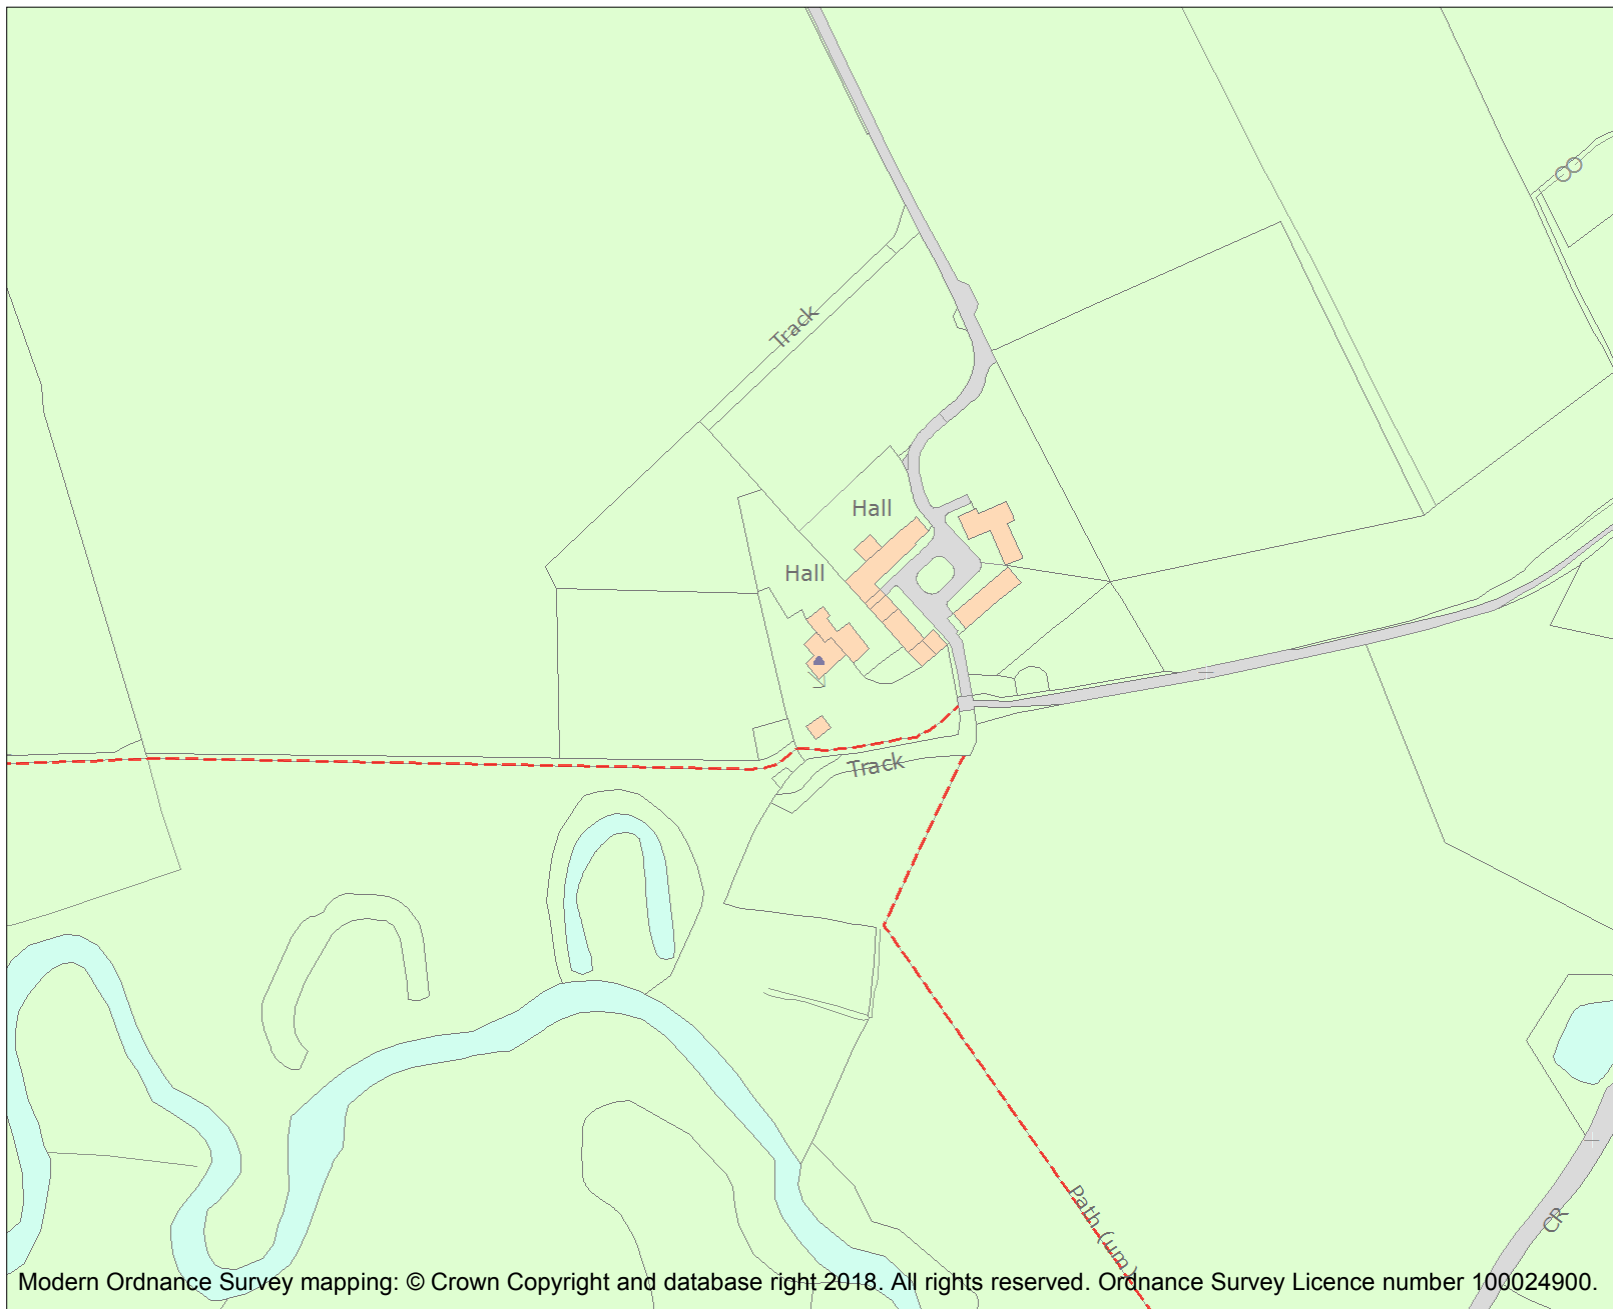 Track
Hall
Hall
Track
Path (um)
CR
Modern Ordnance Survey mapping: © Crown Copyright and database right 2018. All rights reserved. Ordnance Survey Licence number 100024900.